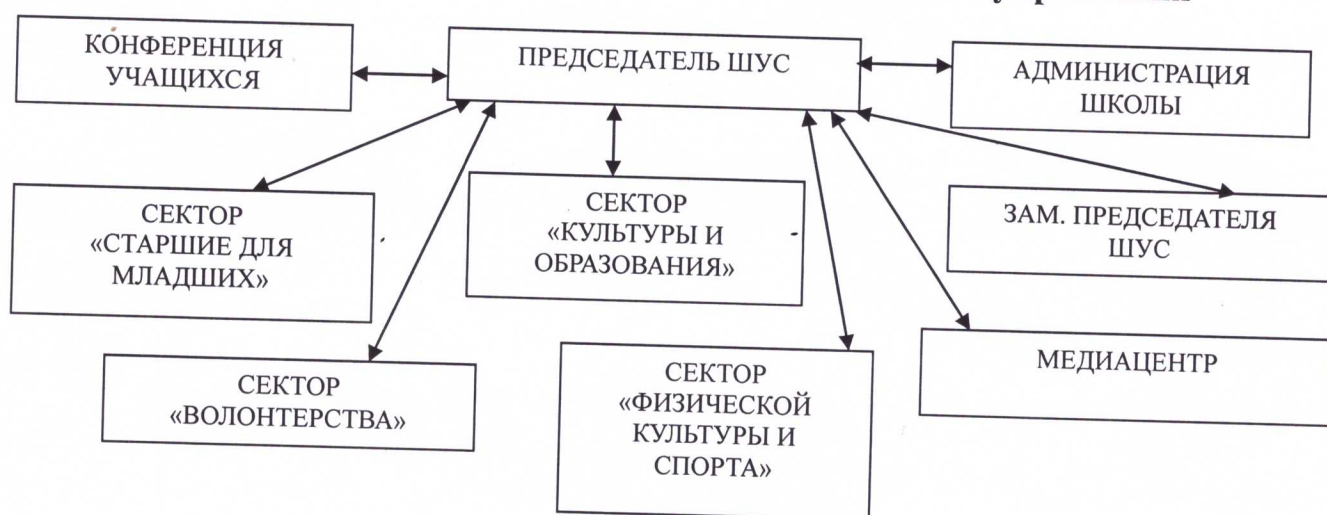 КОНФЕРЕНЦИЯ
УЧАЩИХСЯ
ПРЕДСЕДАТЕЛЬ ШУС
АДМИНИСТРАЦИЯ
ШКОЛЫ
СЕКТОР
«СТАРШИЕ ДЛЯ
МЛАДШИХ»
СЕКТОР
«КУЛЬТУРЫ И
ОБРАЗОВАНИЯ»
ЗАМ. ПРЕДСЕДАТЕЛЯ
ШУС
СЕКТОР
«ВОЛОНТЕРСТВА»
СЕКТОР
«ФИЗИЧЕСКОЙ
КУЛЬТУРЫ И
СПОРТА»
МЕДИАЦЕНТР